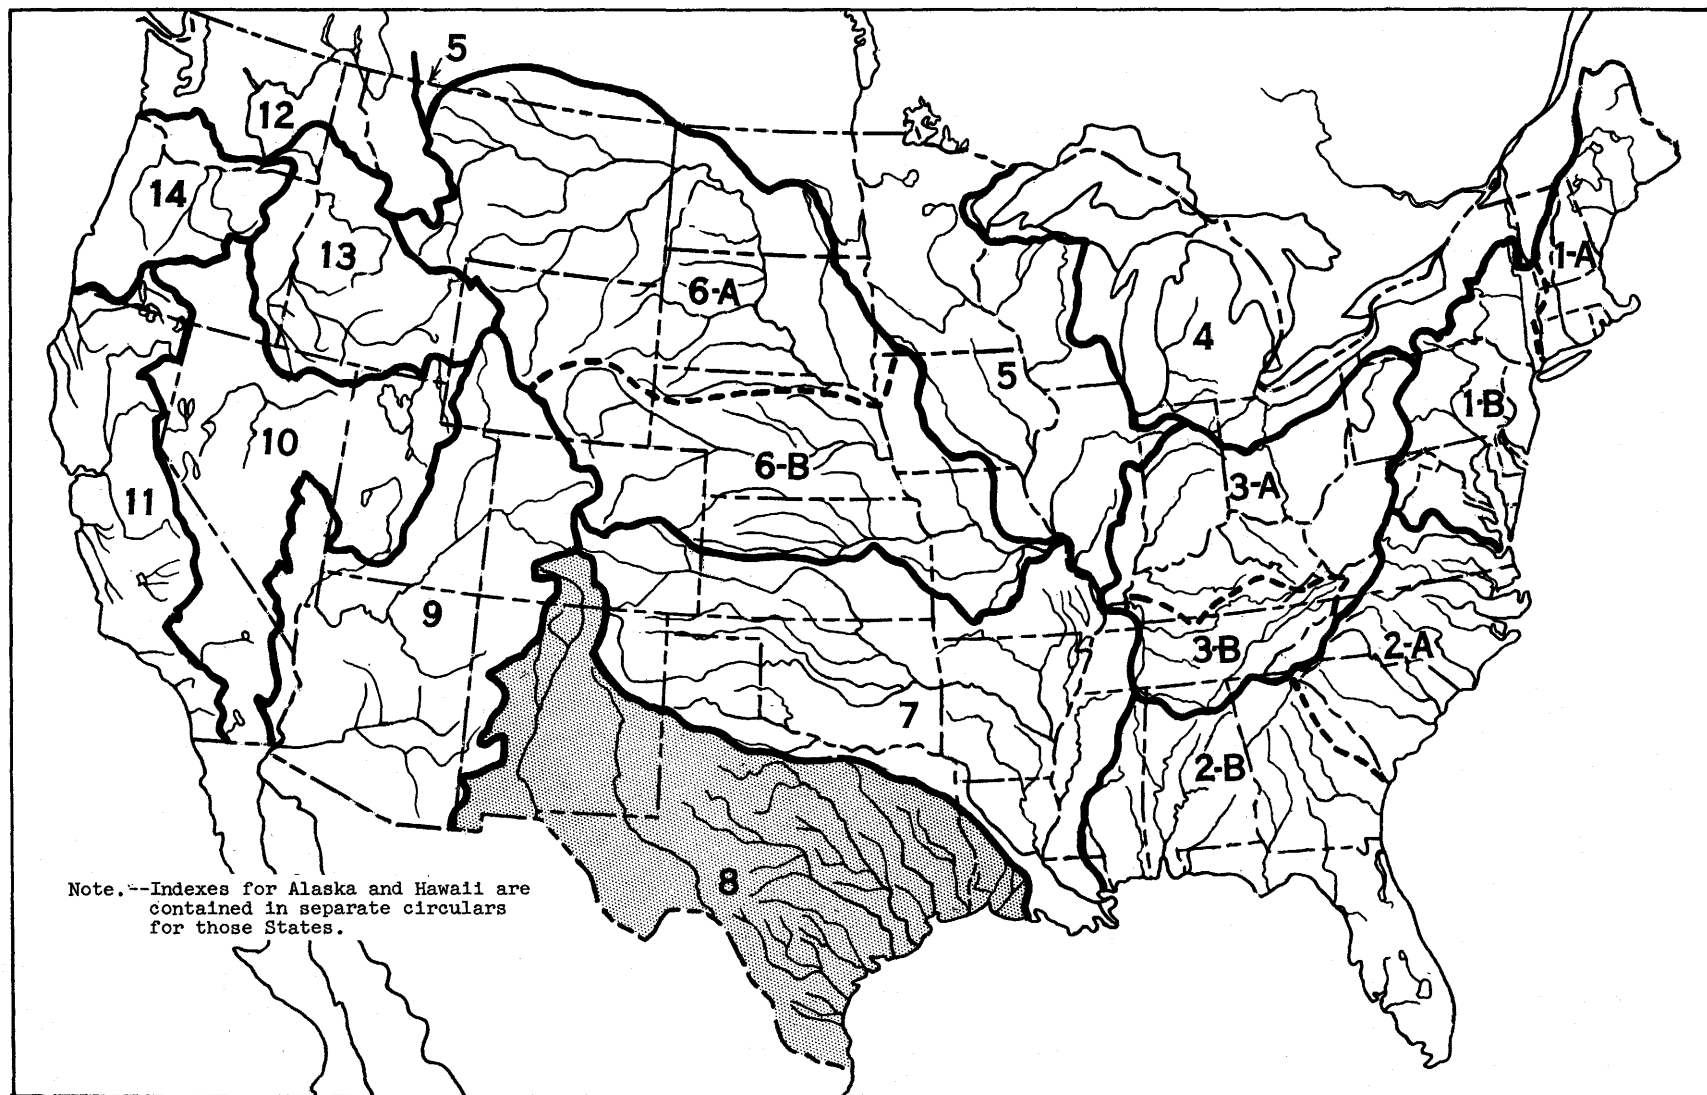 5
12
14
13
6-A
4
1-A
5
1-B
10
6-B
3-A
11
9
3-B
2-A
7
2-B
8
Note.--Indexes for Alaska and Hawaii are
contained in separate circulars
for those States.